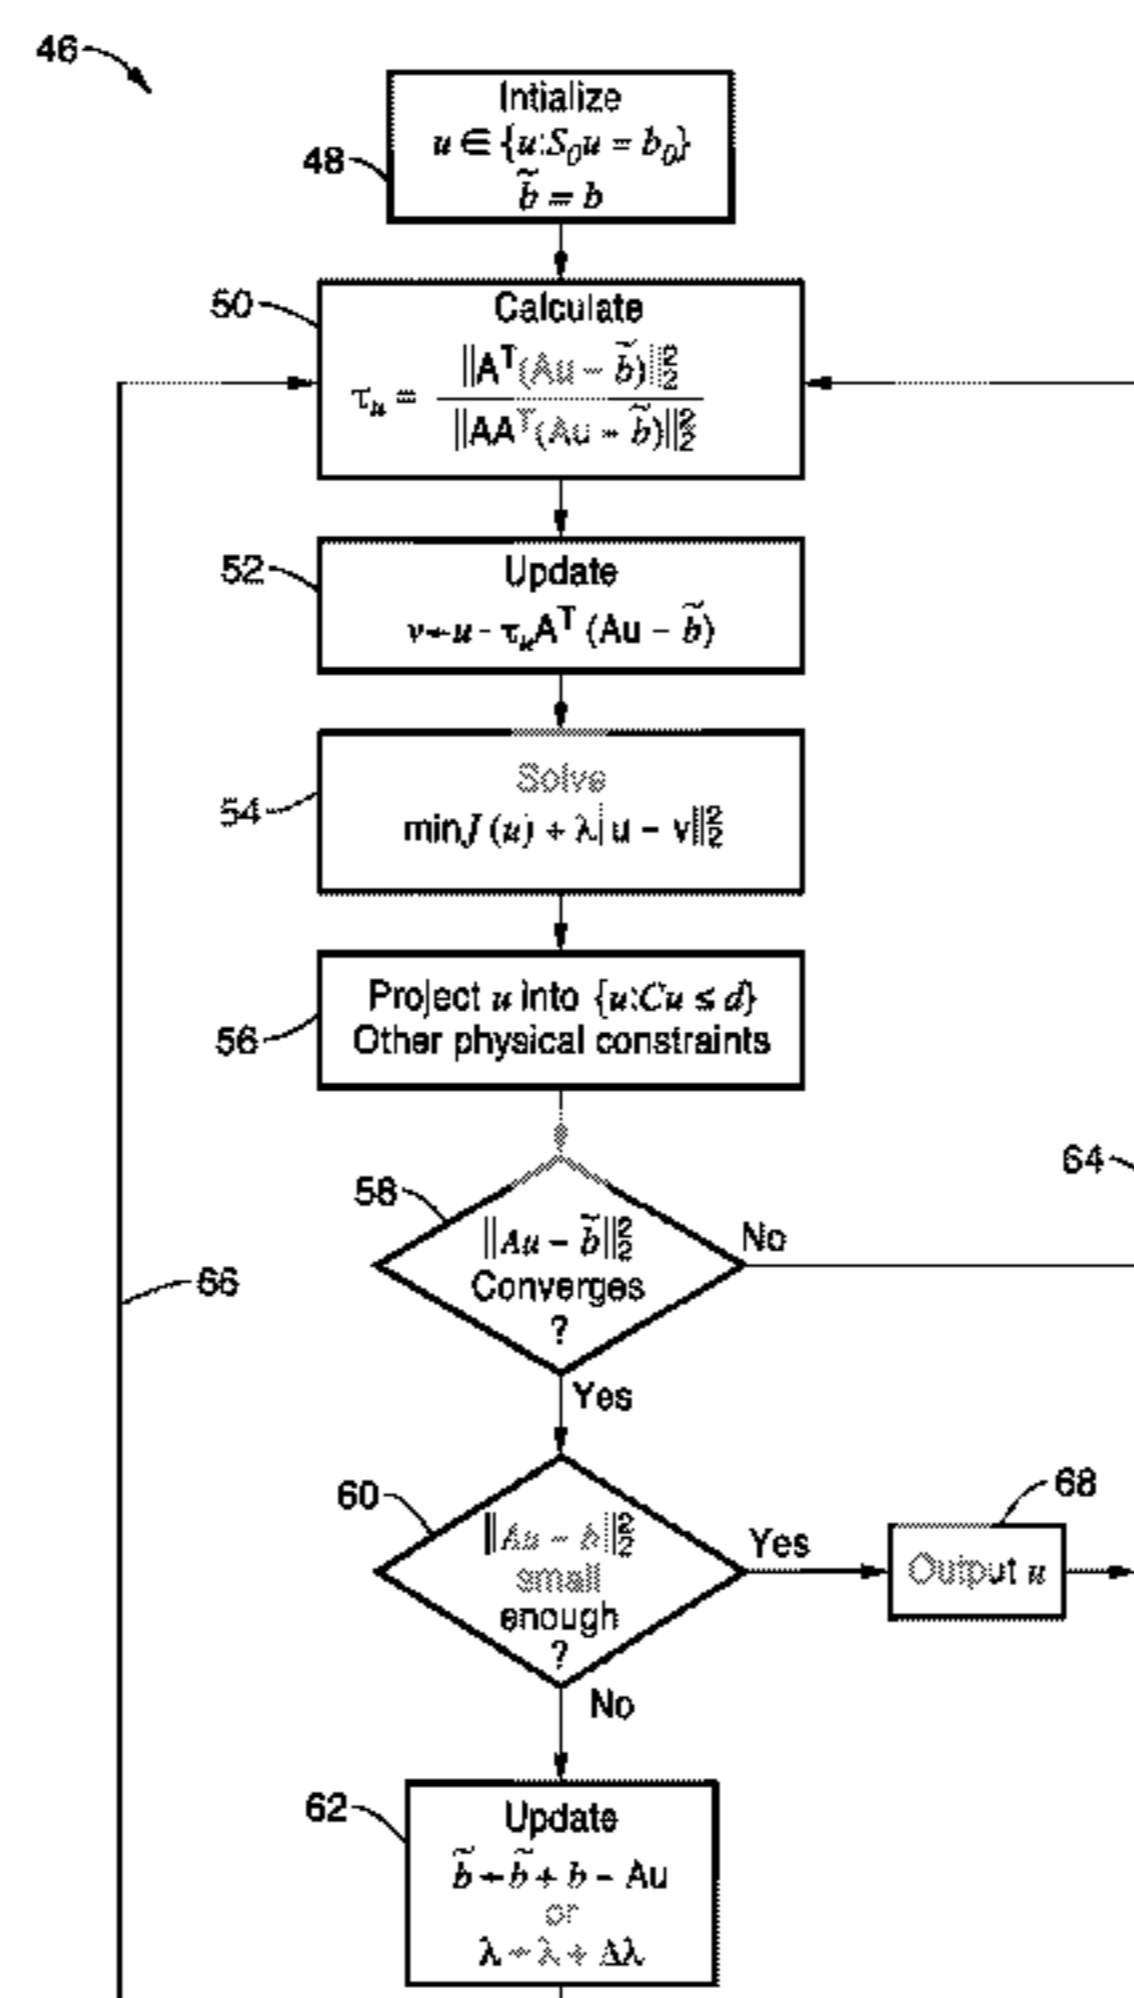 46
Intialize
u ∈ {u:S₀u = b₀}
b̃ = b
48
50
Calculate
τᵤ = ‖Aᵀ(Au − b̃)‖₂² / ‖AAᵀ(Au − b̃)‖₂²
52
Update
v←u - τᵤAᵀ (Au − b̃)
54
Solve
minJ (u) + λ‖u − v‖₂²
56
Project u into {u:Cu ≤ d}
Other physical constraints
58
64
‖Au − b̃‖₂²
Converges
?
No
66
Yes
60
68
‖Au − b‖₂²
small
enough
?
Yes
Output u
No
62
Update
b̃ ← b̃ + b − Au
or
λ ← λ + Δλ